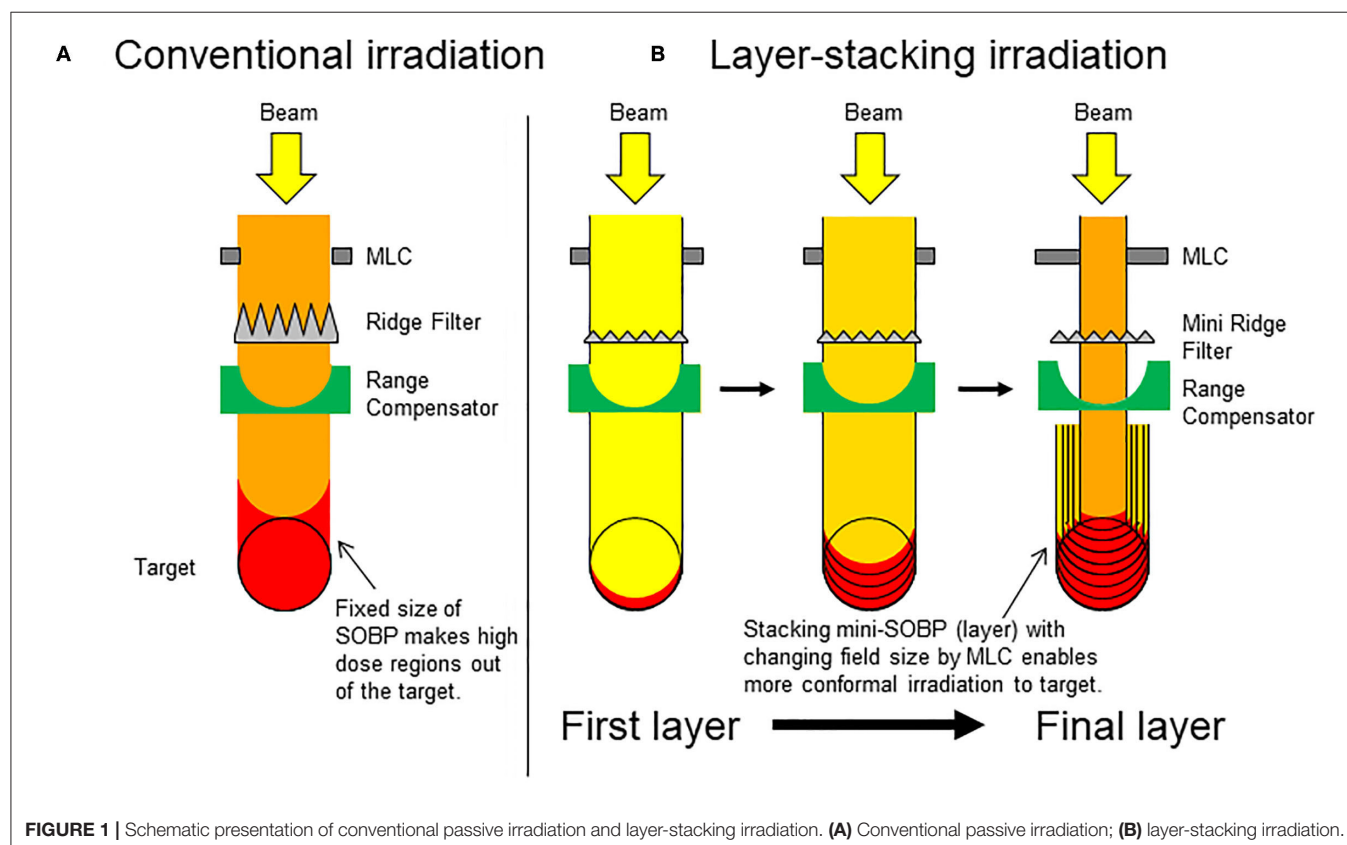 A Conventional irradiation
Beam
MLC
Ridge Filter
Range
Compensator
Target
Fixed size of
SOBP makes high
dose regions out
of the target.
B Layer-stacking irradiation
Beam Beam Beam
MLC
Mini Ridge
Filter
Range
Compensator
Stacking mini-SOBP (layer) with
changing field size by MLC enables
more conformal irradiation to target.
First layer Final layer
FIGURE 1 | Schematic presentation of conventional passive irradiation and layer-stacking irradiation. (A) Conventional passive irradiation; (B) layer-stacking irradiation.